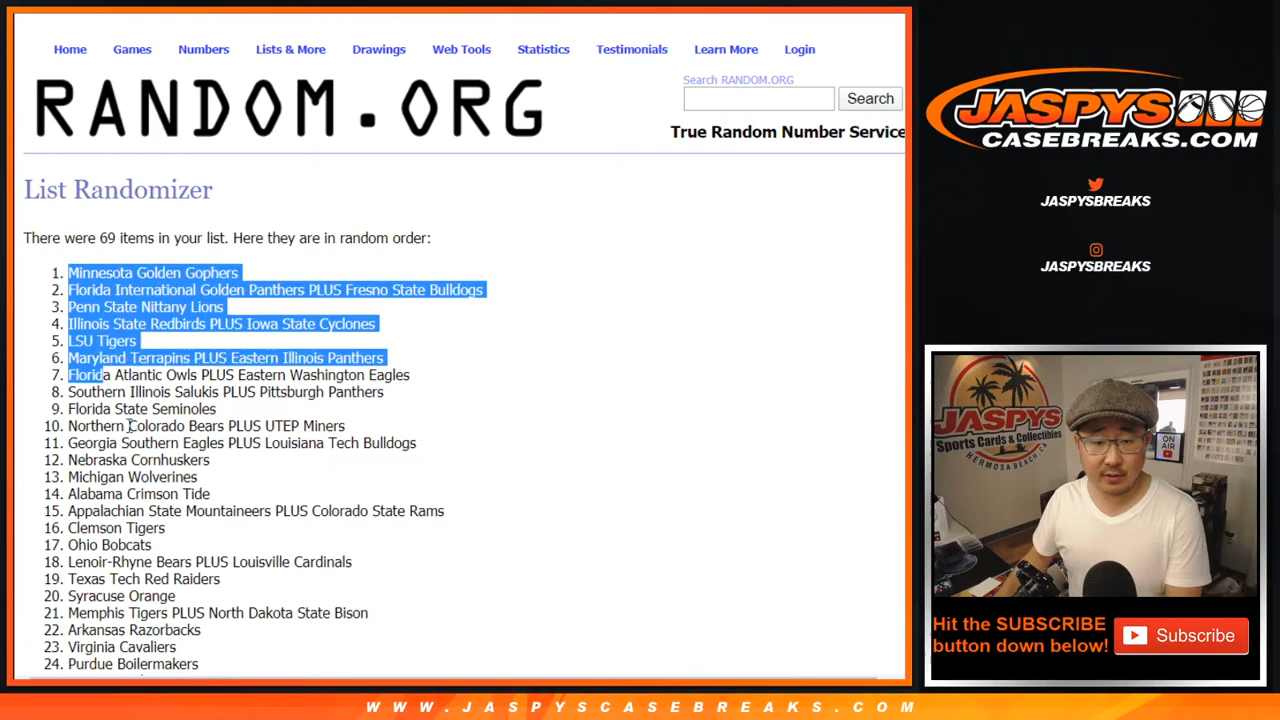 Home Games Numbers Lists & More Drawings Web Tools Statistics Testimonials Learn More Login
RANDOM.ORG
Search RANDOM.ORG
Search
True Random Number Service
List Randomizer
There were 69 items in your list. Here they are in random order:
1. Minnesota Golden Gophers
2. Florida International Golden Panthers PLUS Fresno State Bulldogs
3. Penn State Nittany Lions
4. Illinois State Redbirds PLUS Iowa State Cyclones
5. LSU Tigers
6. Maryland Terrapins PLUS Eastern Illinois Panthers
7. Florida Atlantic Owls PLUS Eastern Washington Eagles
8. Southern Illinois Salukis PLUS Pittsburgh Panthers
9. Florida State Seminoles
10. Northern Colorado Bears PLUS UTEP Miners
11. Georgia Southern Eagles PLUS Louisiana Tech Bulldogs
12. Nebraska Cornhuskers
13. Michigan Wolverines
14. Alabama Crimson Tide
15. Appalachian State Mountaineers PLUS Colorado State Rams
16. Clemson Tigers
17. Ohio Bobcats
18. Lenoir-Rhyne Bears PLUS Louisville Cardinals
19. Texas Tech Red Raiders
20. Syracuse Orange
21. Memphis Tigers PLUS North Dakota State Bison
22. Arkansas Razorbacks
23. Virginia Cavaliers
24. Purdue Boilermakers
JASPYS
CASEBREAKS.COM
JASPYSBREAKS
JASPYSBREAKS
JASPYS
Sports Cards & Collectibles
HERMOSA BEACH, CA
ON AIR
Hit the SUBSCRIBE
button down below!
Subscribe
WWW.JASPYSCASEBREAKS.COM